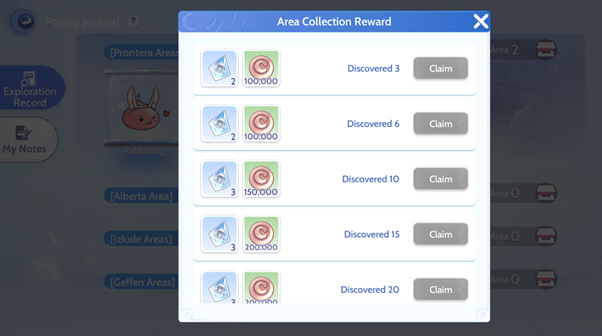 Poring Journal ?
Area Collection Reward
[Prontera Areas]
Area 2
2
100,000
Discovered 3
Claim
Exploration
Record
2
100,000
Discovered 6
Claim
My Notes
3
150,000
Discovered 10
Claim
[Alberta Area]
Area 0
3
200,000
Discovered 15
Claim
[Izlude Areas]
Area 0
3
200,000
Discovered 20
Claim
[Geffen Areas]
Area 0